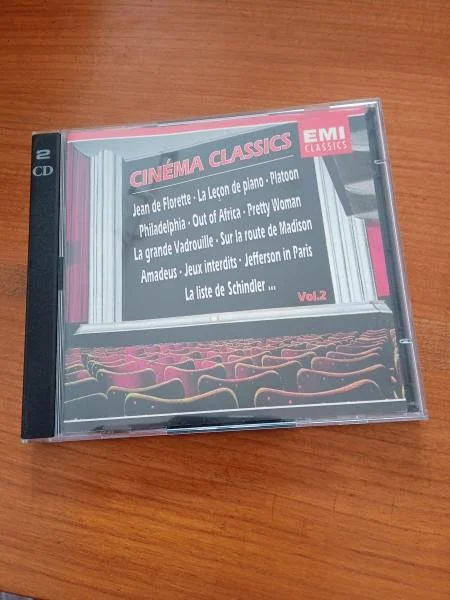 2
CD
EMI
CLASSICS
CINÉMA CLASSICS
Jean de Florette - La Leçon de piano - Platoon
Philadelphia - Out of Africa - Pretty Woman
La grande Vadrouille - Sur la route de Madison
Amadeus - Jeux interdits - Jefferson in Paris
La liste de Schindler ...
Vol.2